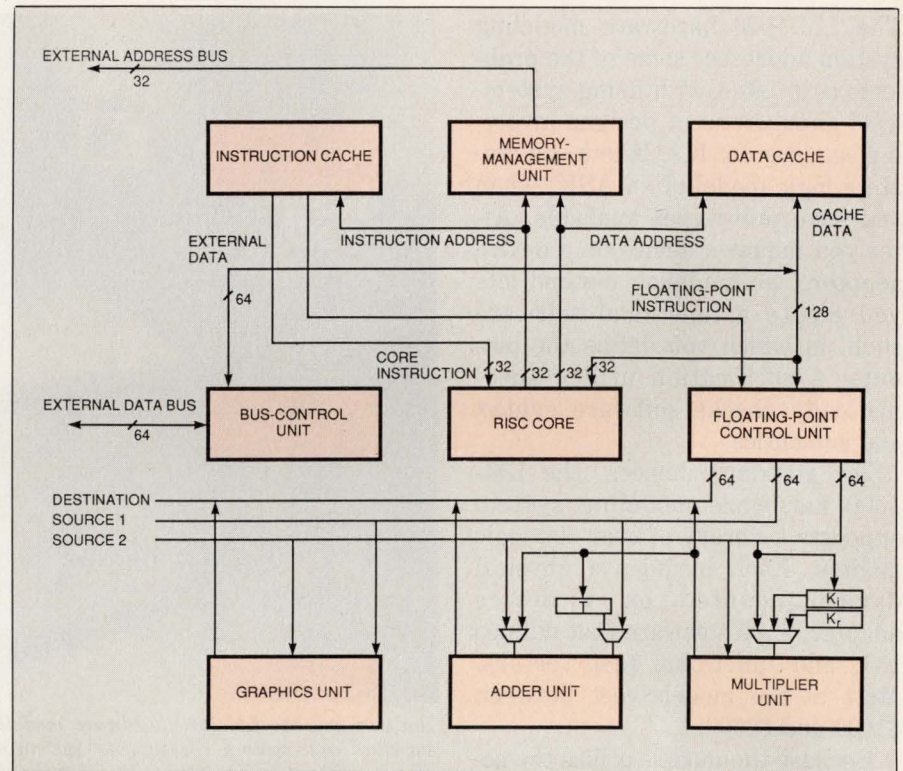 EXTERNAL ADDRESS BUS
32
INSTRUCTION CACHE
MEMORY-
MANAGEMENT
UNIT
DATA CACHE
EXTERNAL
DATA
INSTRUCTION ADDRESS
DATA ADDRESS
CACHE
DATA
64
FLOATING-POINT
INSTRUCTION
128
CORE
INSTRUCTION
32
32
32
32
EXTERNAL DATA BUS
64
BUS-CONTROL
UNIT
RISC CORE
FLOATING-POINT
CONTROL UNIT
64
64
64
DESTINATION
SOURCE 1
SOURCE 2
T
Ki
Kr
GRAPHICS UNIT
ADDER UNIT
MULTIPLIER
UNIT